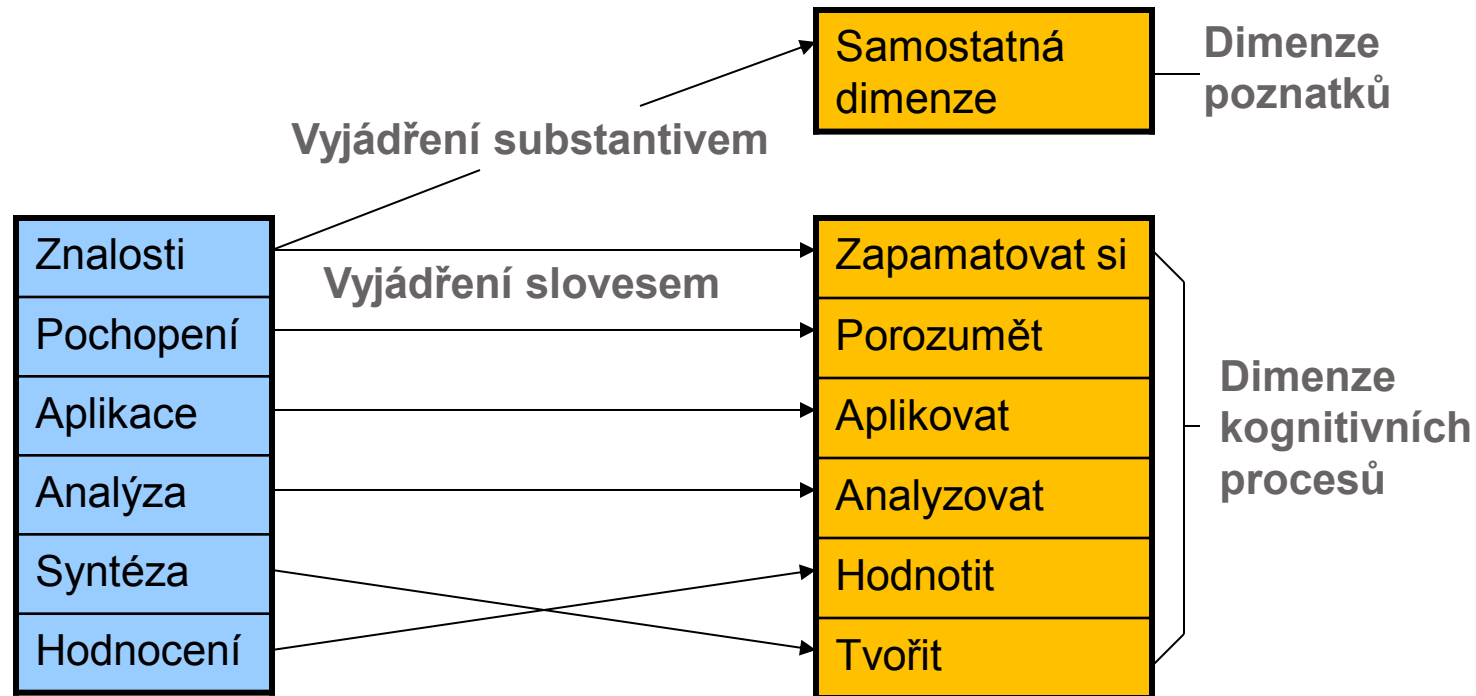 Samostatná
dimenze
Dimenze
poznatků
Vyjádření substantivem
Znalosti
Pochopení
Aplikace
Analýza
Syntéza
Hodnocení
Vyjádření slovesem
Zapamatovat si
Porozumět
Aplikovat
Analyzovat
Hodnotit
Tvořit
Dimenze
kognitivních
procesů